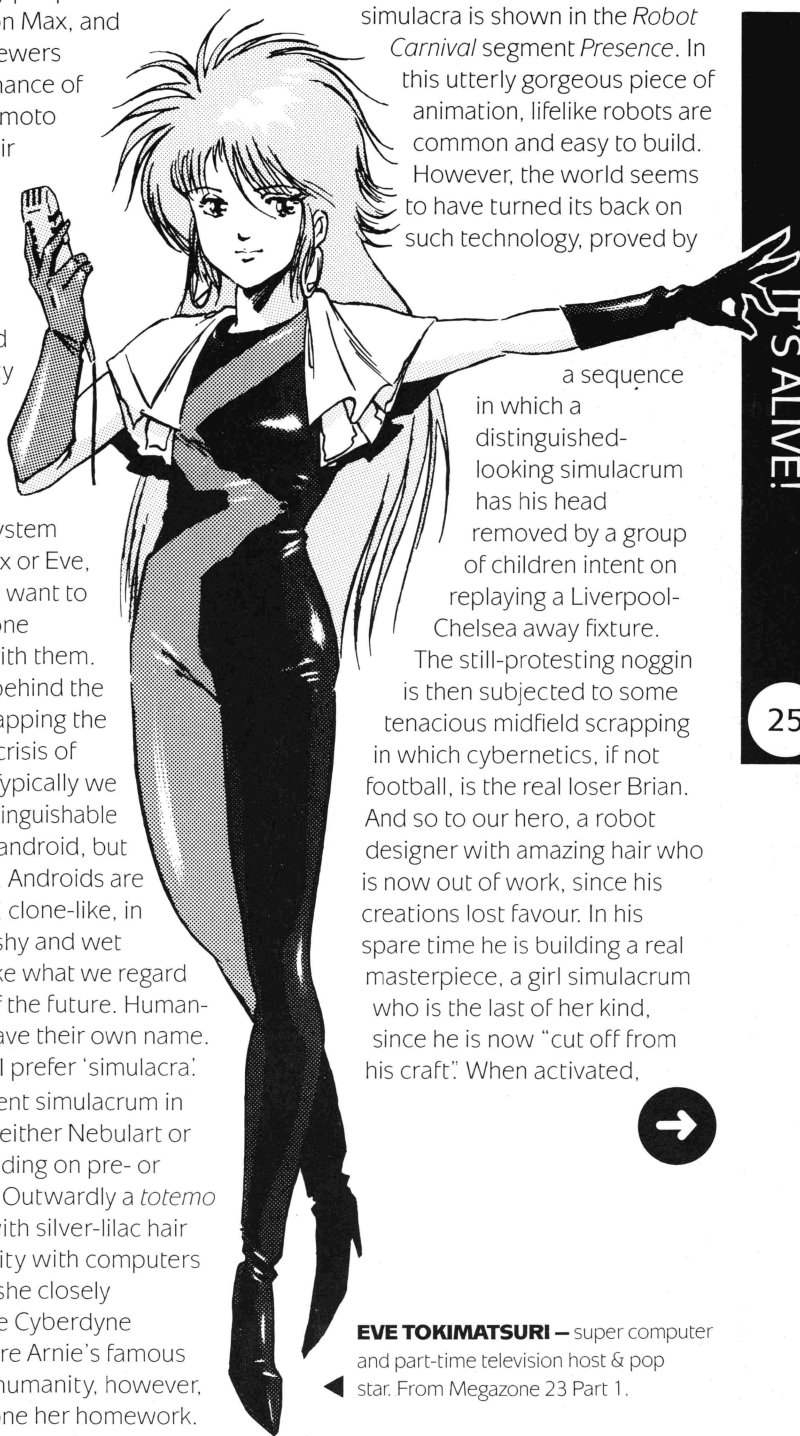 on Max, and
ewers
ance of
moto
ir
d
y
ystem
x or Eve,
want to
one
ith them.
behind the
apping the
crisis of
Typically we
inguishable
android, but
. Androids are
clone-like, in
shy and wet
ke what we regard
f the future. Human-
ave their own name.
I prefer ‘simulacra’.
ent simulacrum in
either Nebulart or
ding on pre- or
Outwardly a totemo
with silver-lilac hair
ity with computers
she closely
e Cyberdyne
re Arnie’s famous
humanity, however,
one her homework.
simulacra is shown in the Robot
Carnival segment Presence. In
this utterly gorgeous piece of
animation, lifelike robots are
common and easy to build.
However, the world seems
to have turned its back on
such technology, proved by
a sequence
in which a
distinguished-
looking simulacrum
has his head
removed by a group
of children intent on
replaying a Liverpool-
Chelsea away fixture.
The still-protesting noggin
is then subjected to some
tenacious midfield scrapping
in which cybernetics, if not
football, is the real loser Brian.
And so to our hero, a robot
designer with amazing hair who
is now out of work, since his
creations lost favour. In his
spare time he is building a real
masterpiece, a girl simulacrum
who is the last of her kind,
since he is now “cut off from
his craft”. When activated,
EVE TOKIMATSURI – super computer
and part-time television host & pop
star. From Megazone 23 Part 1.
IT’S ALIVE!
25